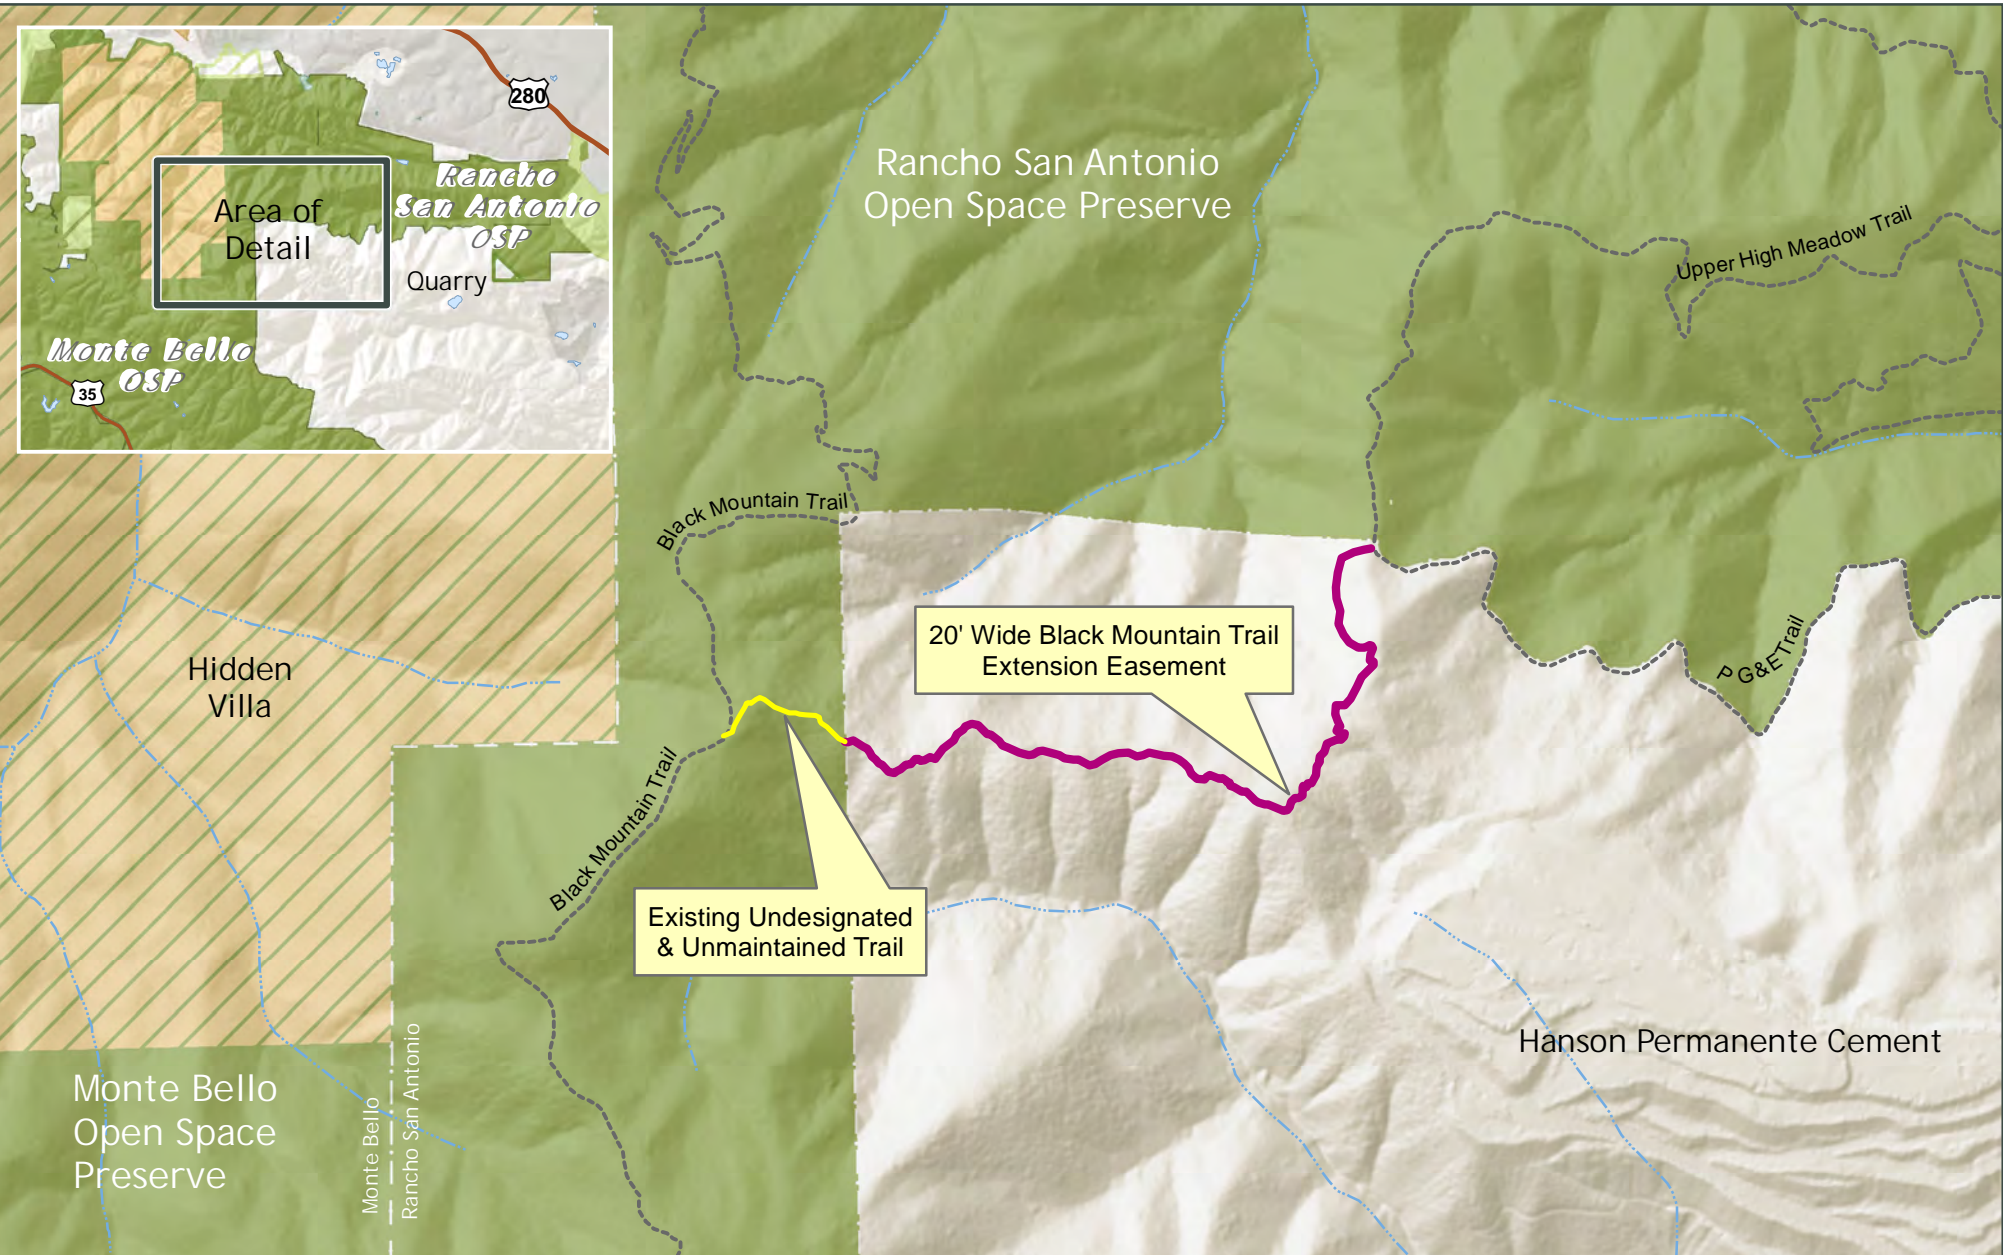 280
Rancho
San Antonio
OSP
Area of
Detail
Quarry
Monte Bello
OSP
35
Rancho San Antonio
Open Space Preserve
Upper High Meadow Trail
Black Mountain Trail
20' Wide Black Mountain Trail
Extension Easement
P G&E Trail
Hidden
Villa
Black Mountain Trail
Existing Undesignated
& Unmaintained Trail
Hanson Permanente Cement
Monte Bello
Open Space
Preserve
Monte Bello
Rancho San Antonio